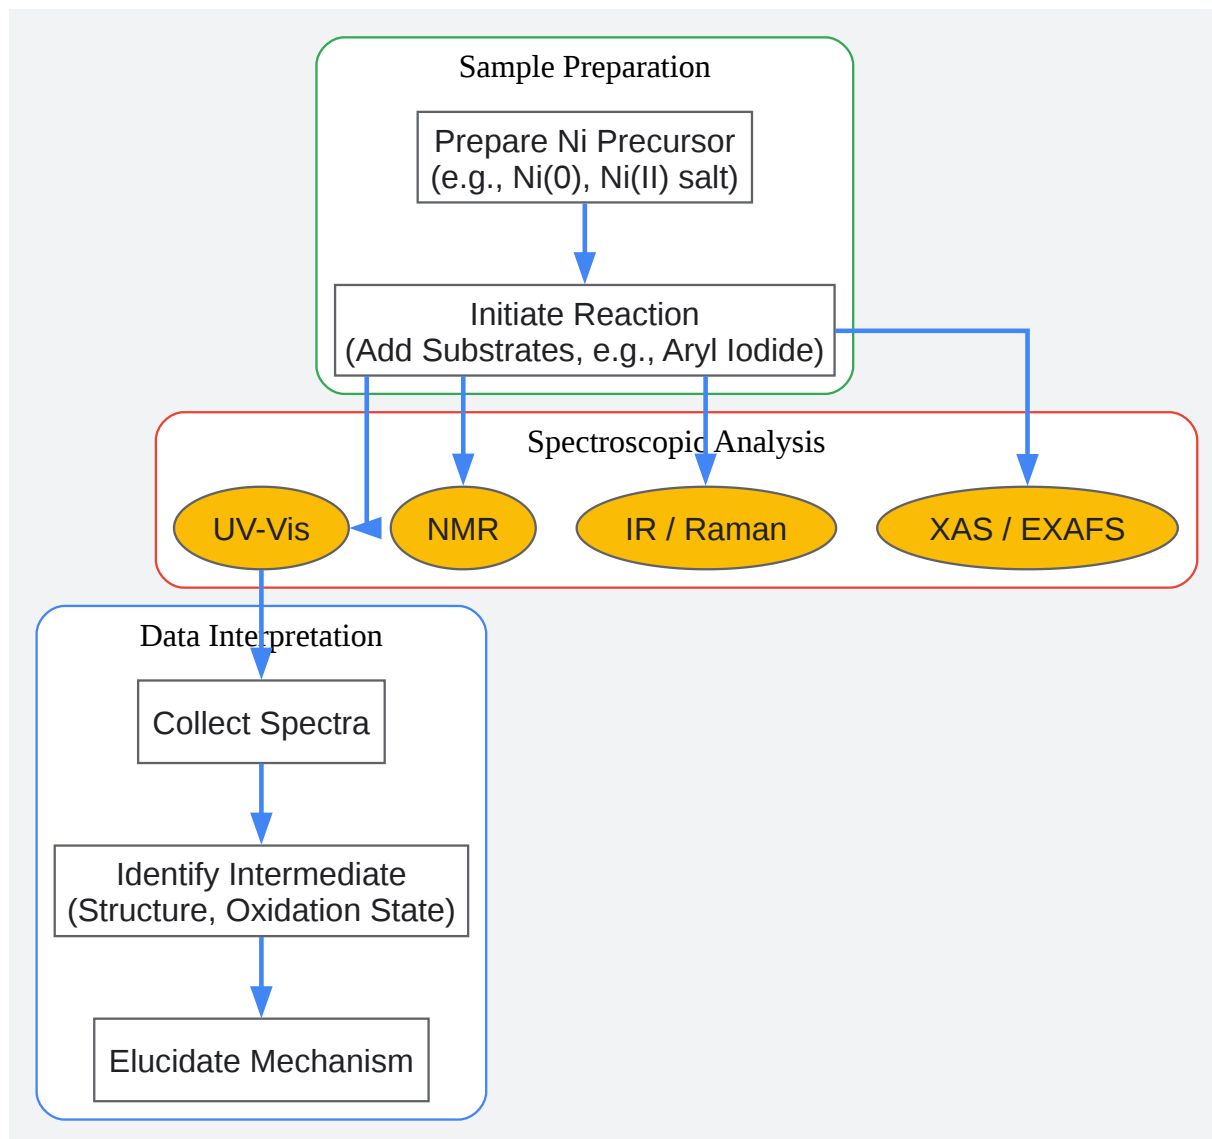 Sample Preparation
Prepare Ni Precursor
(e.g., Ni(0), Ni(II) salt)
Initiate Reaction
(Add Substrates, e.g., Aryl Iodide)
Spectroscopic Analysis
UV-Vis
NMR
IR / Raman
XAS / EXAFS
Data Interpretation
Collect Spectra
Identify Intermediate
(Structure, Oxidation State)
Elucidate Mechanism